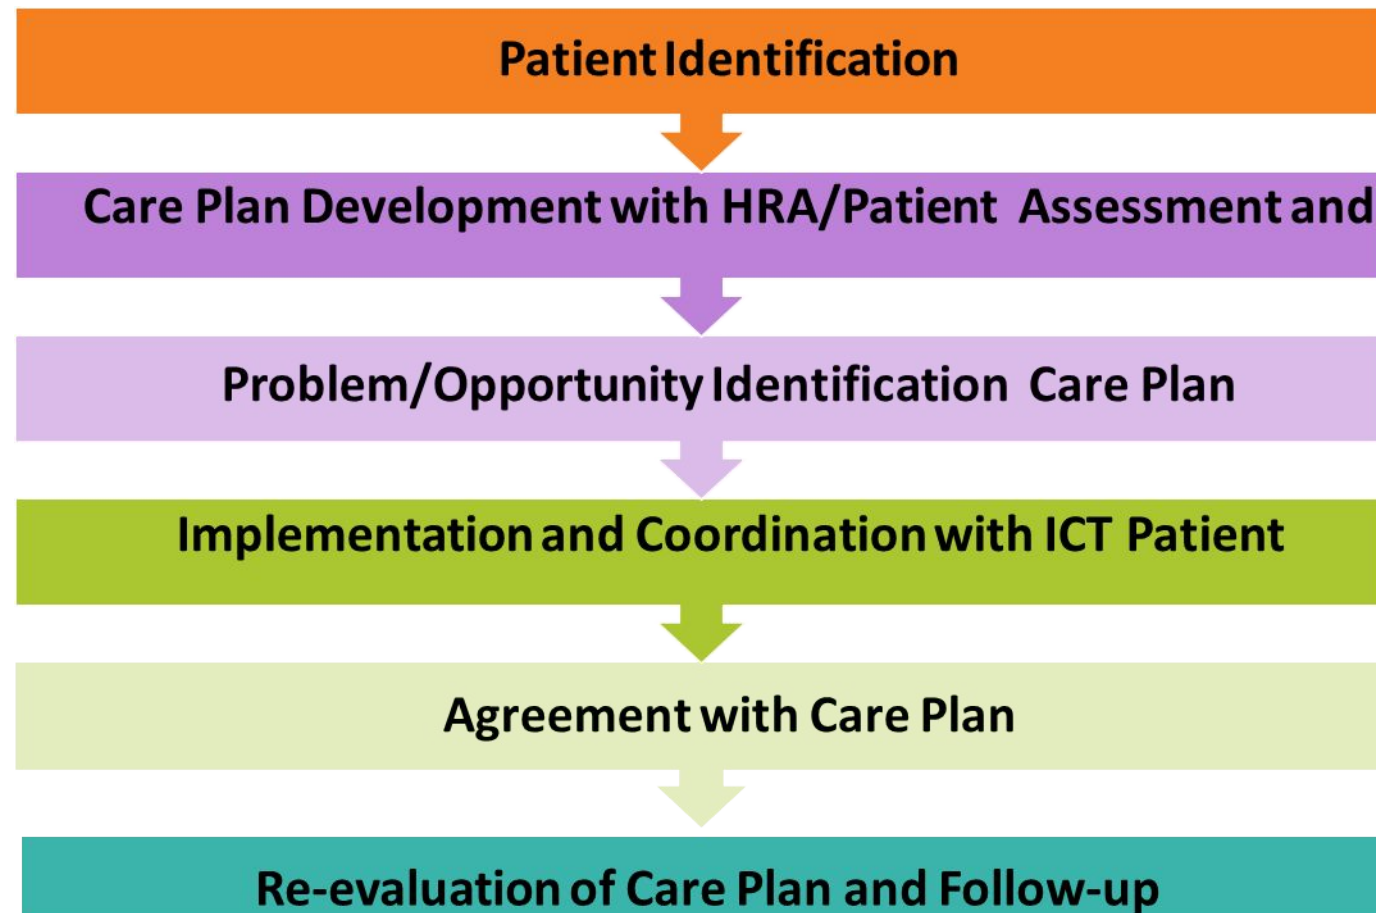 Patient Identification
Care Plan Development with HRA/Patient Assessment and
Problem/Opportunity Identification Care Plan
Implementation and Coordination with ICT Patient
Agreement with Care Plan
Re-evaluation of Care Plan and Follow-up